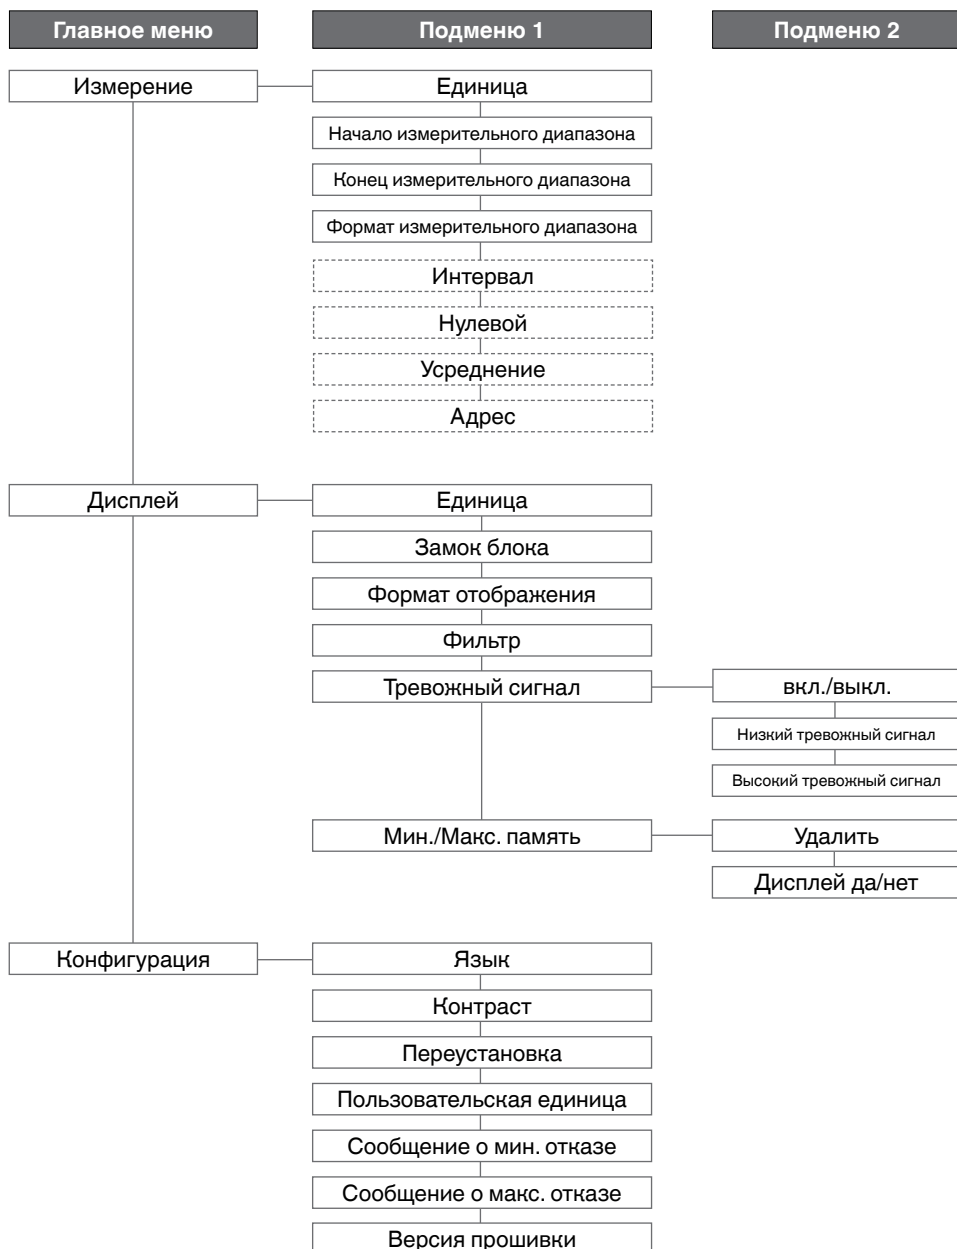 Главное меню
Подменю 1
Подменю 2
Измерение
Единица
Начало измерительного диапазона
Конец измерительного диапазона
Формат измерительного диапазона
Интервал
Нулевой
Усреднение
Адрес
Дисплей
Единица
Замок блока
Формат отображения
Фильтр
Тревожный сигнал
вкл./выкл.
Низкий тревожный сигнал
Высокий тревожный сигнал
Мин./Макс. память
Удалить
Дисплей да/нет
Конфигурация
Язык
Контраст
Переустановка
Пользовательская единица
Сообщение о мин. отказе
Сообщение о макс. отказе
Версия прошивки